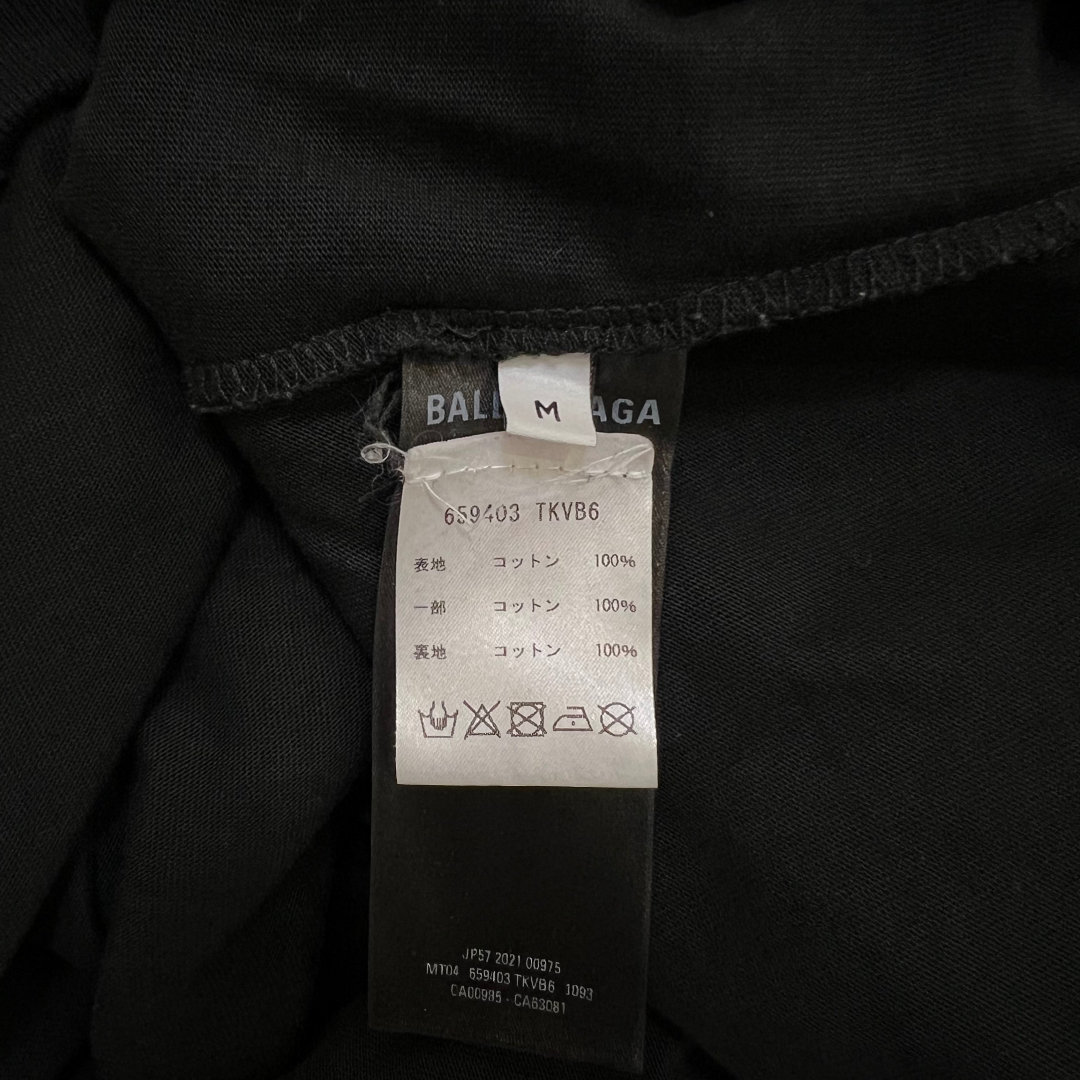 BAL AGA
M
659403 TKVB6
表地 コットン 100%
一部 コットン 100%
裏地 コットン 100%
JP57 2021 00975
MT04 659403 TKVB6 1093
CA00985 - CA63081